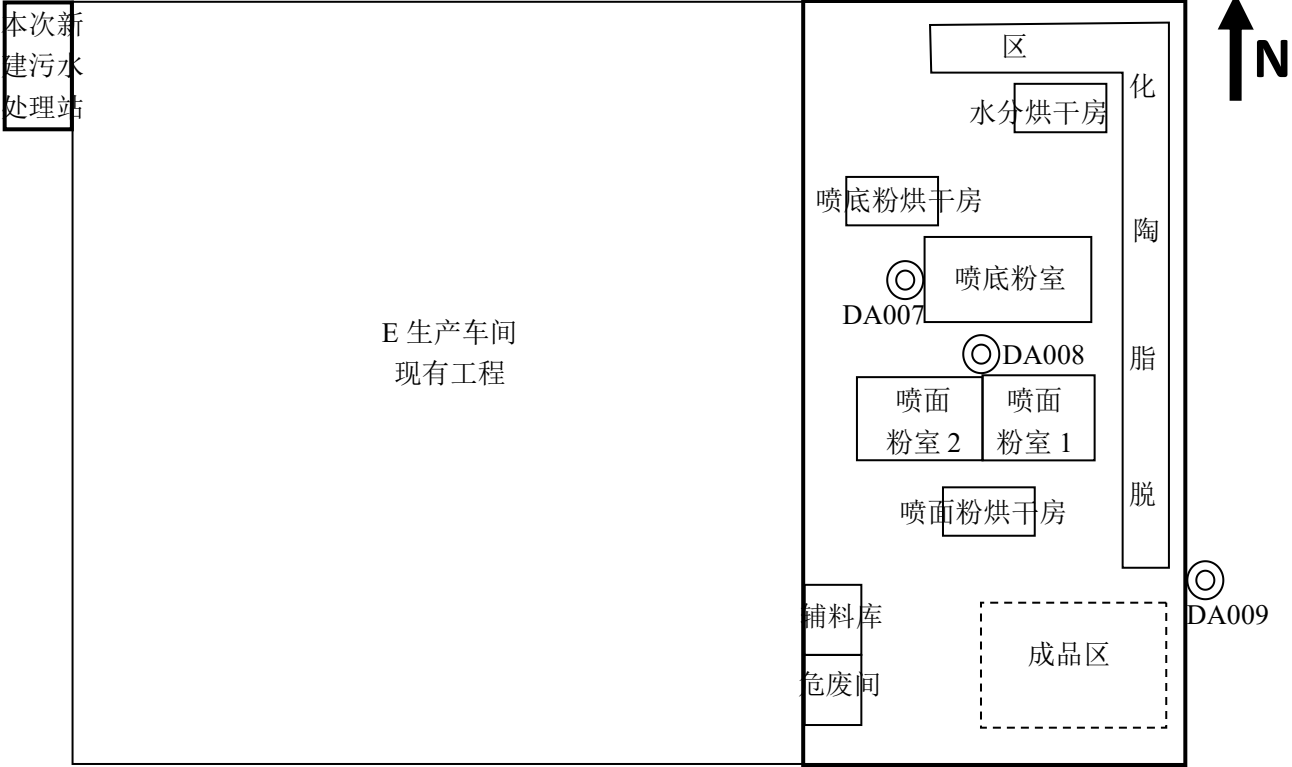 本次新
建污水
处理站
N
区
化
水分烘干房
喷底粉烘干房
陶
喷底粉室
DA007
E 生产车间
现有工程
DA008
脂
喷面
粉室 2
喷面
粉室 1
脱
喷面粉烘干房
辅料库
DA009
成品区
危废间